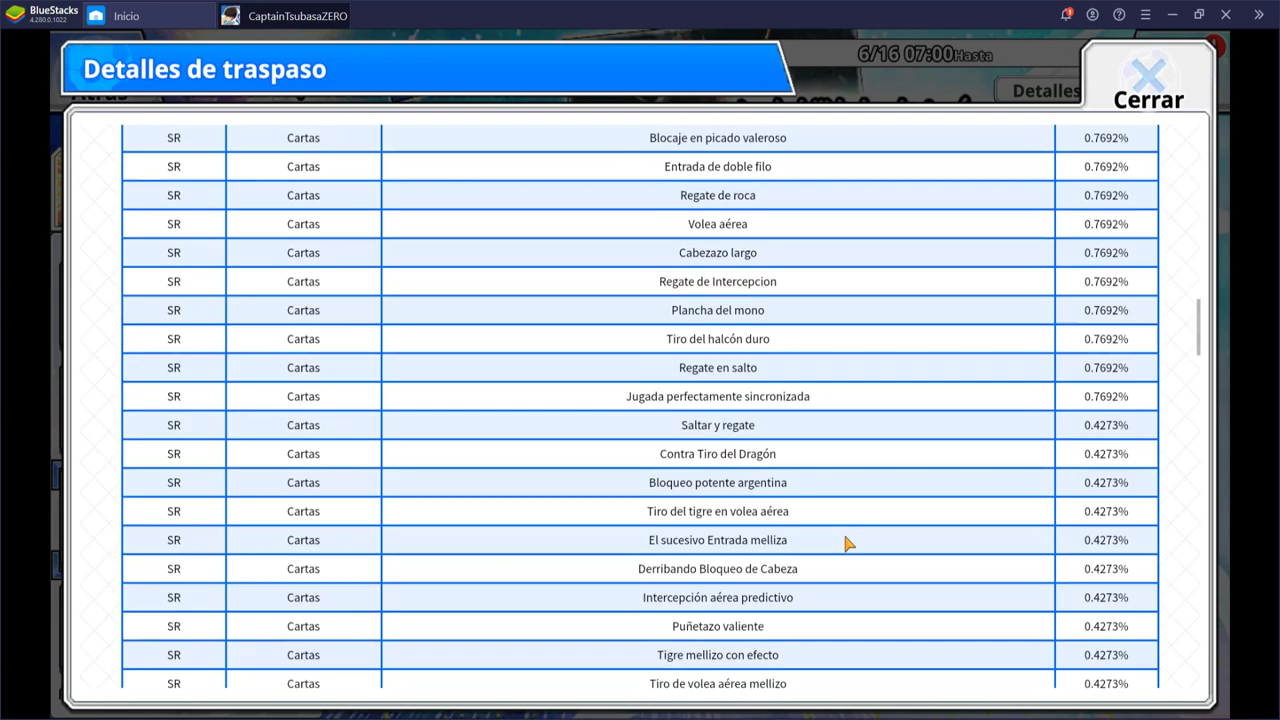 BlueStacks
4.280.0.1022
Inicio
CaptainTsubasaZERO
Detalles de traspaso
6/16 07:00Hasta
Detalles
Cerrar
Atrás
SR Cartas Blocaje en picado valeroso 0.7692%
SR Cartas Entrada de doble filo 0.7692%
SR Cartas Regate de roca 0.7692%
SR Cartas Volea aérea 0.7692%
SR Cartas Cabezazo largo 0.7692%
SR Cartas Regate de Intercepcion 0.7692%
SR Cartas Plancha del mono 0.7692%
SR Cartas Tiro del halcón duro 0.7692%
SR Cartas Regate en salto 0.7692%
SR Cartas Jugada perfectamente sincronizada 0.7692%
SR Cartas Saltar y regate 0.4273%
SR Cartas Contra Tiro del Dragón 0.4273%
SR Cartas Bloqueo potente argentina 0.4273%
SR Cartas Tiro del tigre en volea aérea 0.4273%
SR Cartas El sucesivo Entrada melliza 0.4273%
SR Cartas Derribando Bloqueo de Cabeza 0.4273%
SR Cartas Intercepción aérea predictivo 0.4273%
SR Cartas Puñetazo valiente 0.4273%
SR Cartas Tigre mellizo con efecto 0.4273%
SR Cartas Tiro de volea aérea mellizo 0.4273%